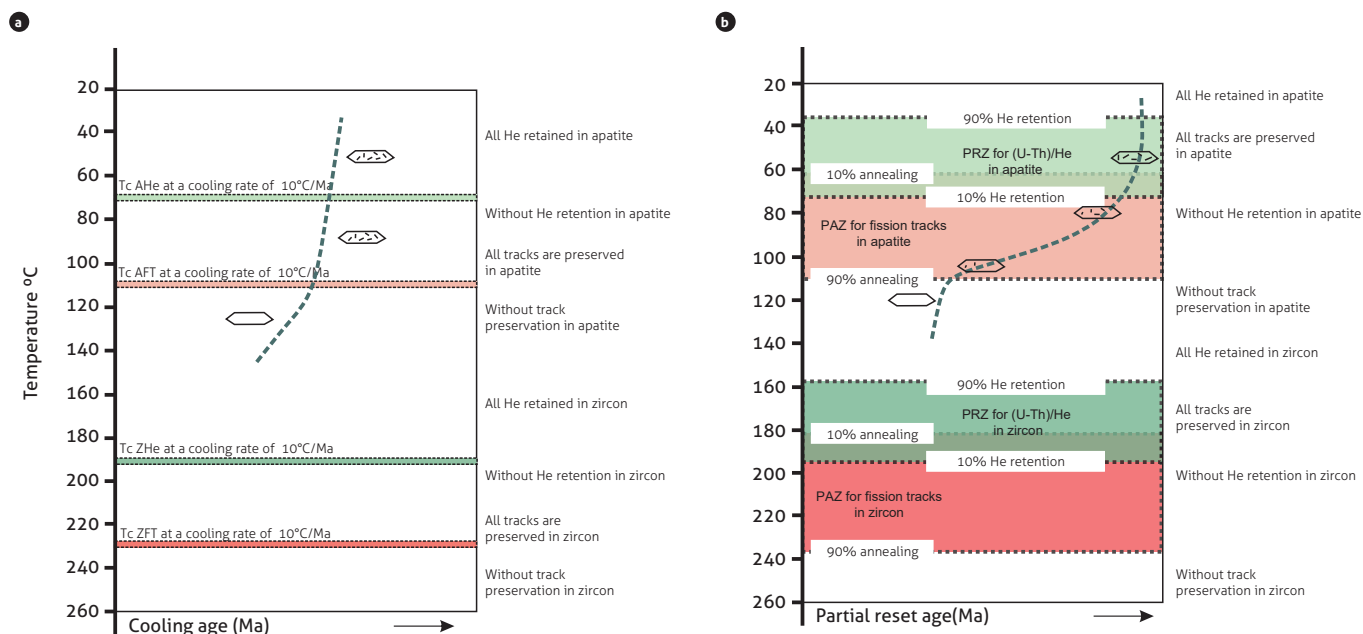 a
Temperature ºC
20
40
60
80
100
120
140
160
180
200
220
240
260
Tc AHe at a cooling rate of 10°C/Ma
Tc AFT at a cooling rate of 10°C/Ma
Tc ZHe at a cooling rate of 10°C/Ma
Tc ZFT at a cooling rate of 10°C/Ma
All He retained in apatite
Without He retention in apatite
All tracks are preserved
in apatite
Without track
preservation in apatite
All He retained in zircon
Without He retention in zircon
All tracks are
preserved in zircon
Without track
preservation in zircon
Cooling age (Ma)
b
20
40
60
80
100
120
140
160
180
200
220
240
260
90% He retention
PRZ for (U-Th)/He
in apatite
10% annealing
10% He retention
PAZ for fission tracks
in apatite
90% annealing
90% He retention
PRZ for (U-Th)/He
in zircon
10% annealing
10% He retention
PAZ for fission tracks
in zircon
90% annealing
All He retained in apatite
All tracks are preserved
in apatite
Without He retention in apatite
Without track
preservation in apatite
All He retained in zircon
All tracks are
preserved in zircon
Without He retention in zircon
Without track
preservation in zircon
Partial reset age(Ma)